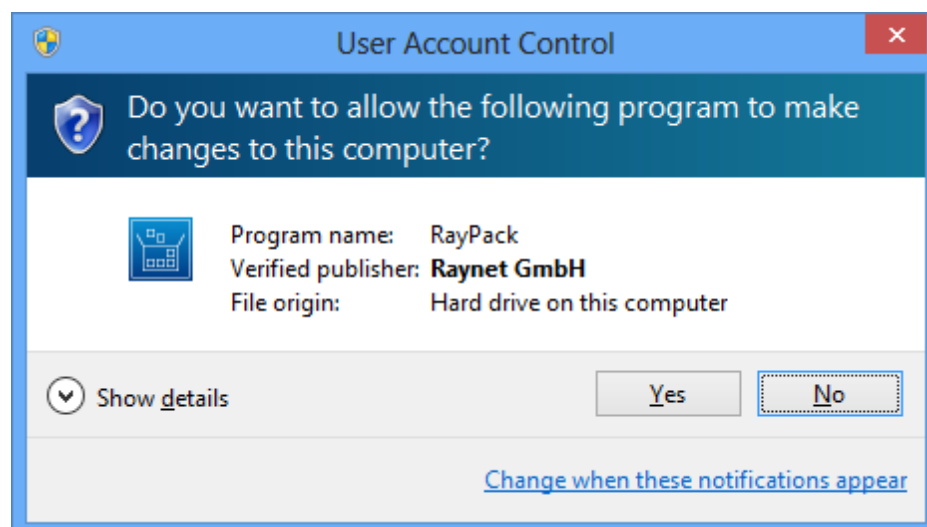 User Account Control
Do you want to allow the following program to make
changes to this computer?
Program name: RayPack
Verified publisher: Raynet GmbH
File origin: Hard drive on this computer
Show details
Yes
No
Change when these notifications appear